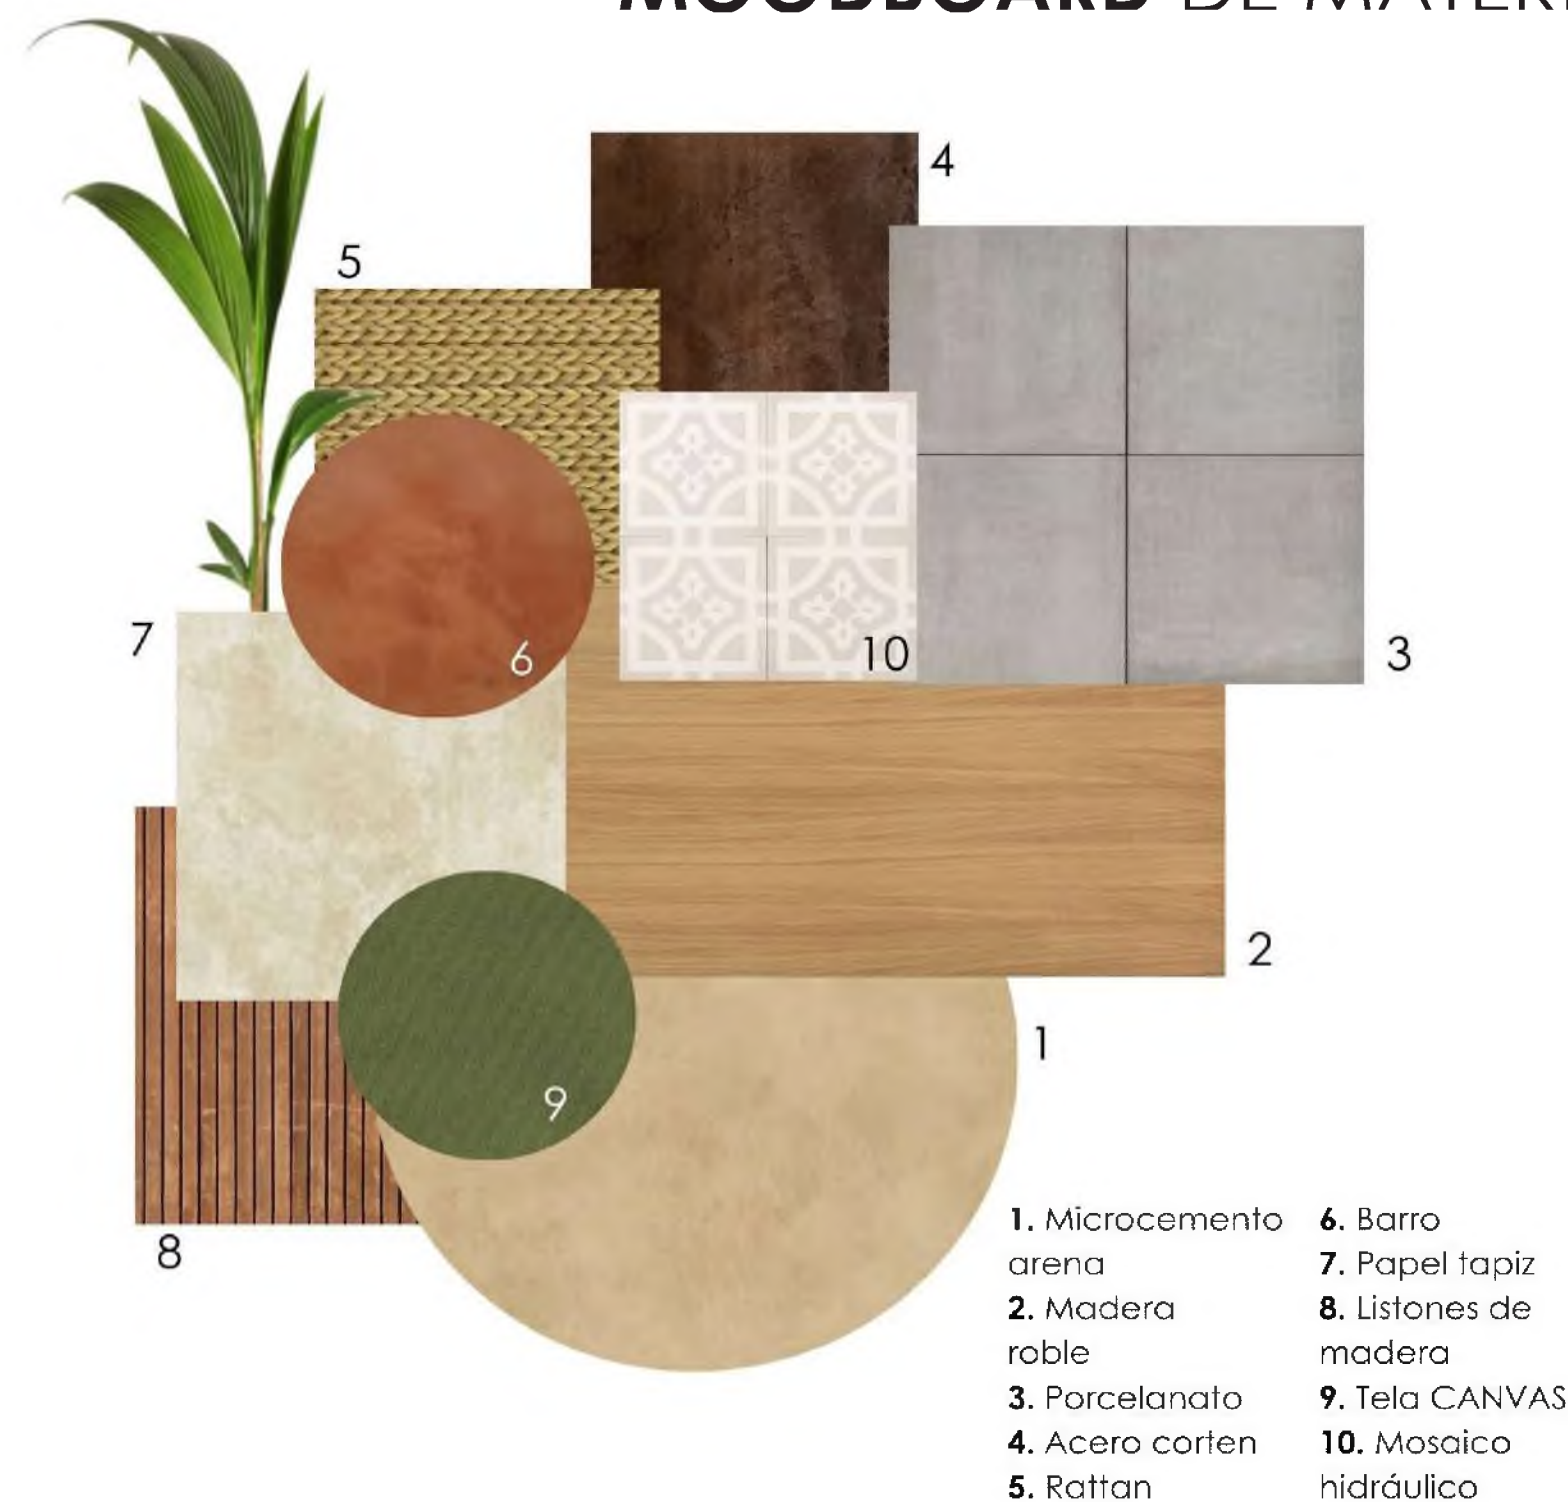 MOODBOARD DE
4
5
10
3
7
6
2
1
9
8
1. Microcemento
arena
2. Madera
roble
3. Porcelanato
4. Acero corten
5. Rattan
6. Barro
7. Papel tapiz
8. Listones de
madera
9. Tela CANVAS
10. Mosaico
hidráulico